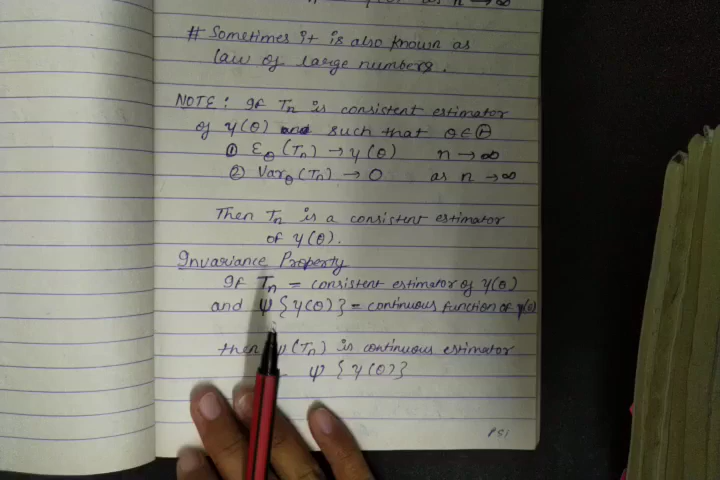 as n → ∞
# Sometimes it is also known as
law of large numbers.
NOTE: If Tn is consistent estimator
of γ(θ) and such that θ ∈ Θ
① Eθ (Tn) → γ(θ) n → ∞
② Varθ (Tn) → 0 as n → ∞
Then Tn is a consistent estimator
of γ(θ).
Invariance Property
If Tn = consistent estimator of γ(θ)
and ψ {γ(θ)} = continuous function of γ(θ)
then ψ(Tn) is continuous estimator
ψ {γ(θ)}
PSI